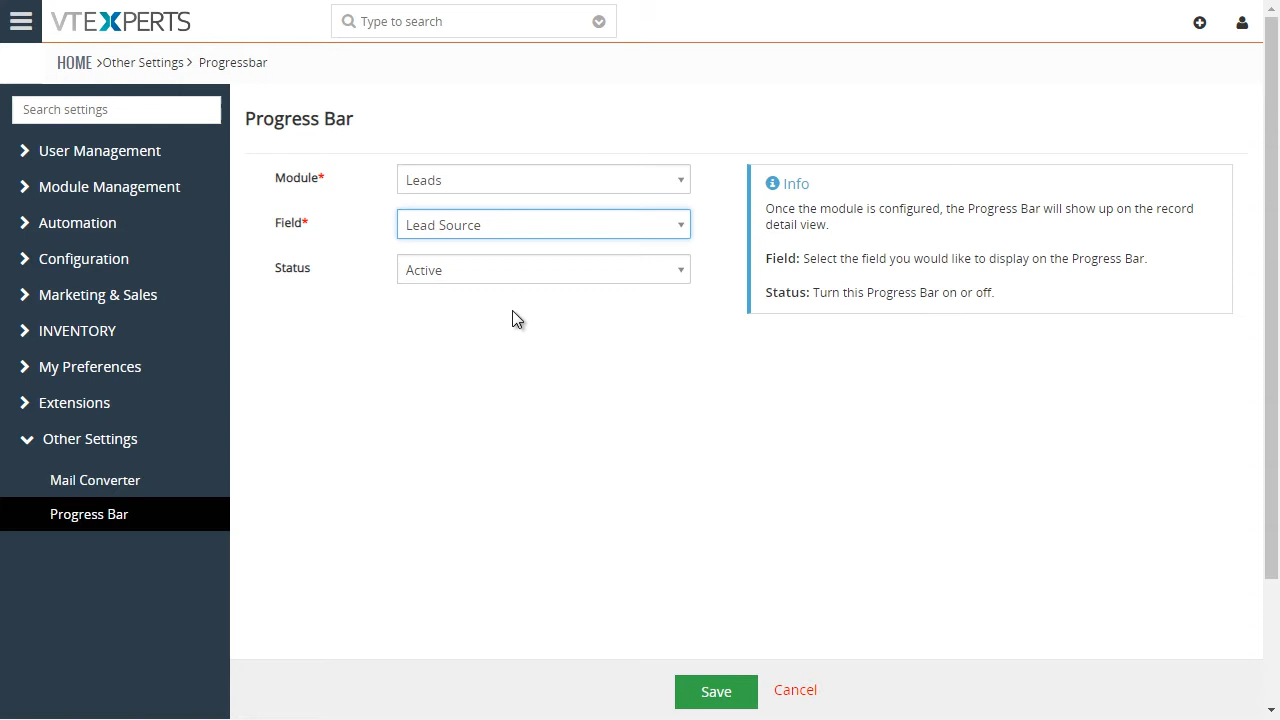 VTEXPERTS
Type to search
HOME >Other Settings > Progressbar
Search settings
User Management
Module Management
Automation
Configuration
Marketing & Sales
INVENTORY
My Preferences
Extensions
Other Settings
Mail Converter
Progress Bar
Progress Bar
Module* Leads
Field* Lead Source
Status Active
Info
Once the module is configured, the Progress Bar will show up on the record
detail view.
Field: Select the field you would like to display on the Progress Bar.
Status: Turn this Progress Bar on or off.
Save Cancel